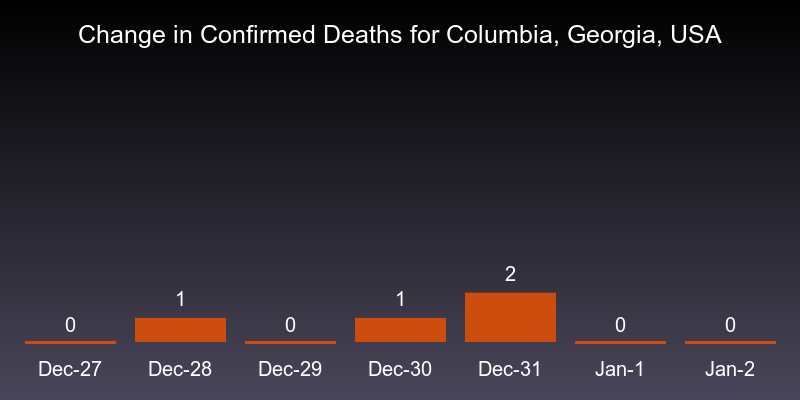 Change in Confirmed Deaths for Columbia, Georgia, USA
0 1 0 1 2 0 0
Dec-27 Dec-28 Dec-29 Dec-30 Dec-31 Jan-1 Jan-2